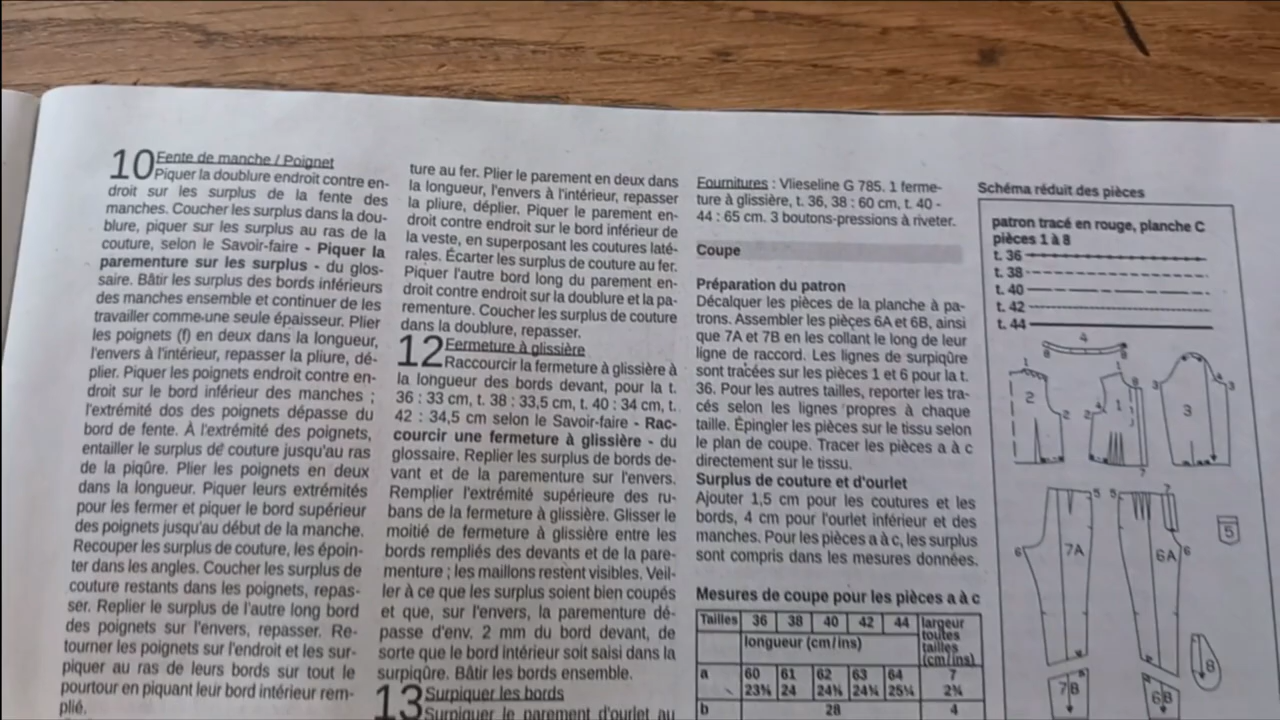 10 Fente de manche / Poignet
Piquer la doublure endroit contre en-
droit sur les surplus de la fente des
manches. Coucher les surplus dans la dou-
blure, piquer sur les surplus au ras de la
couture, selon le Savoir-faire - Piquer la
parementure sur les surplus - du glos-
saire. Bâtir les surplus des bords inférieurs
des manches ensemble et continuer de les
travailler comme une seule épaisseur. Plier
les poignets (f) en deux dans la longueur,
l'envers à l'intérieur, repasser la pliure, dé-
plier. Piquer les poignets endroit contre en-
droit sur le bord inférieur des manches ;
l'extrémité dos des poignets dépasse du
bord de fente. À l'extrémité des poignets,
entailler le surplus de couture jusqu'au ras
de la piqûre. Plier les poignets en deux
dans la longueur. Piquer leurs extrémités
pour les fermer et piquer le bord supérieur
des poignets jusqu'au début de la manche.
Recouper les surplus de couture, les époin-
ter dans les angles. Coucher les surplus de
couture restants dans les poignets, repas-
ser. Replier le surplus de l'autre long bord
des poignets sur l'envers, repasser. Re-
tourner les poignets sur l'endroit et les sur-
piquer au ras de leurs bords sur tout le
pourtour en piquant leur bord intérieur rem-
plié.
ture au fer. Plier le parement en deux dans
la longueur, l'envers à l'intérieur, repasser
la pliure, déplier. Piquer le parement en-
droit contre endroit sur le bord inférieur de
la veste, en superposant les coutures laté-
rales. Écarter les surplus de couture au fer.
Piquer l'autre bord long du parement en-
droit contre endroit sur la doublure et la pa-
rementure. Coucher les surplus de couture
dans la doublure, repasser.
12 Fermeture à glissière
Raccourcir la fermeture à glissière à
la longueur des bords devant, pour la t.
36 : 33 cm, t. 38 : 33,5 cm, t. 40 : 34 cm, t.
42 : 34,5 cm selon le Savoir-faire - Rac-
courcir une fermeture à glissière - du
glossaire. Replier les surplus de bords de-
vant et de la parementure sur l'envers.
Remplier l'extrémité supérieure des ru-
bans de la fermeture à glissière. Glisser le
moitié de fermeture à glissière entre les
bords rempliés des devants et de la pare-
menture ; les maillons restent visibles. Veil-
ler à ce que les surplus soient bien coupés
et que, sur l'envers, la parementure dé-
passe d'env. 2 mm du bord devant, de
sorte que le bord intérieur soit saisi dans la
surpiqûre. Bâtir les bords ensemble.
13 Surpiquer les bords
Surpiquer le parement d'ourlet au
Fournitures : Vlieseline G 785. 1 ferme-
ture à glissière, t. 36, 38 : 60 cm, t. 40 -
44 : 65 cm. 3 boutons-pressions à riveter.
Coupe
Préparation du patron
Décalquer les pièces de la planche à pa-
trons. Assembler les pièces 6A et 6B, ainsi
que 7A et 7B en les collant le long de leur
ligne de raccord. Les lignes de surpiqûre
sont tracées sur les pièces 1 et 6 pour la t.
36. Pour les autres tailles, reporter les tra-
cés selon les lignes propres à chaque
taille. Épingler les pièces sur le tissu selon
le plan de coupe. Tracer les pièces a à c
directement sur le tissu.
Surplus de couture et d'ourlet
Ajouter 1,5 cm pour les coutures et les
bords, 4 cm pour l'ourlet inférieur et des
manches. Pour les pièces a à c, les surplus
sont compris dans les mesures données.
Mesures de coupe pour les pièces a à c
Tailles 36 38 40 42 44 largeur
toutes
tailles
longueur (cm/ins) (cm/ins)
a 60 61 62 63 64 7
b 28 4
Schéma réduit des pièces
patron tracé en rouge, planche C
pièces 1 à 8
t. 36
t. 38
t. 40
t. 42
t. 44
4
8 8
1 1
2 2 2 1 3 3 4 3
7
5 5 7
6 7A 6A 6 5
8
7B 6B